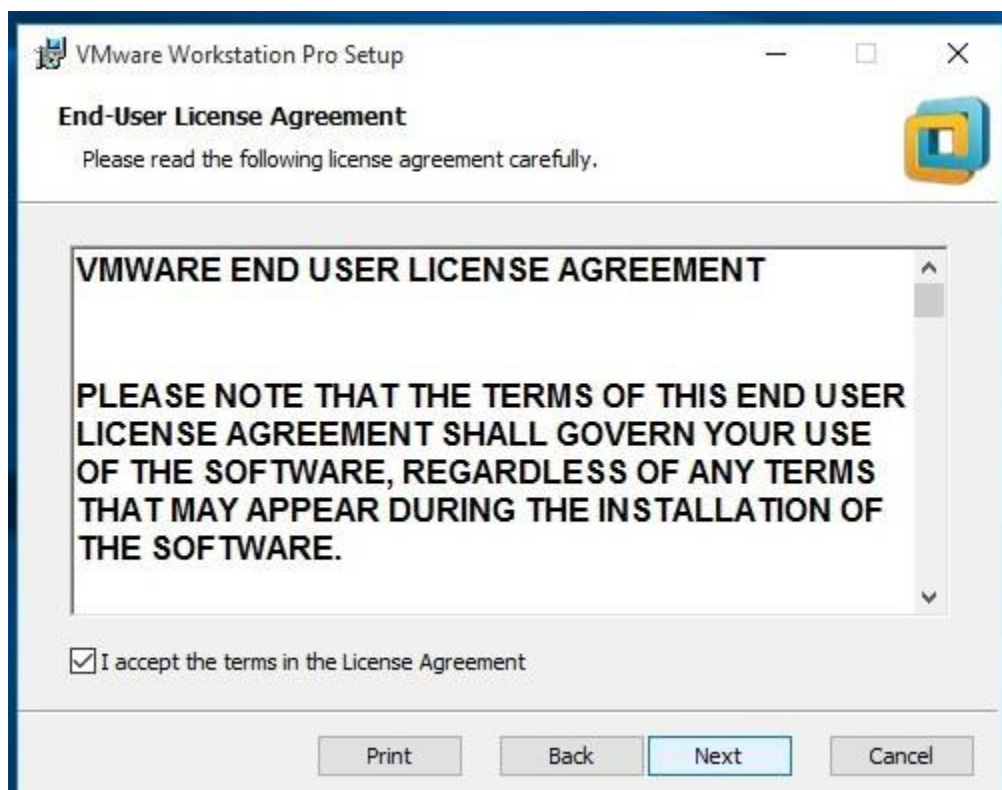 VMware Workstation Pro Setup
End-User License Agreement
Please read the following license agreement carefully.
VMWARE END USER LICENSE AGREEMENT
PLEASE NOTE THAT THE TERMS OF THIS END USER
LICENSE AGREEMENT SHALL GOVERN YOUR USE
OF THE SOFTWARE, REGARDLESS OF ANY TERMS
THAT MAY APPEAR DURING THE INSTALLATION OF
THE SOFTWARE.
I accept the terms in the License Agreement
Print Back Next Cancel